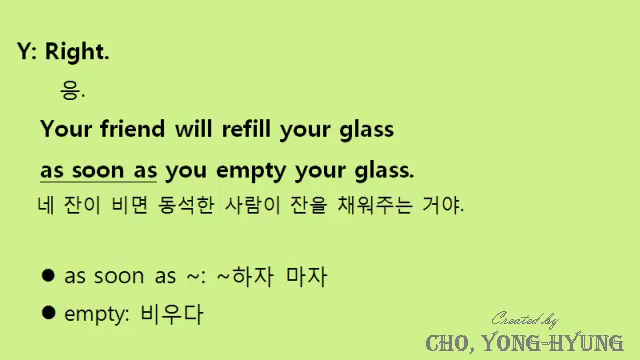 Y: Right.
응.
Your friend will refill your glass
as soon as you empty your glass.
네 잔이 비면 동석한 사람이 잔을 채워주는 거야.
● as soon as ~: ~하자 마자
● empty: 비우다
Created by
CHO, YONG-HYUNG